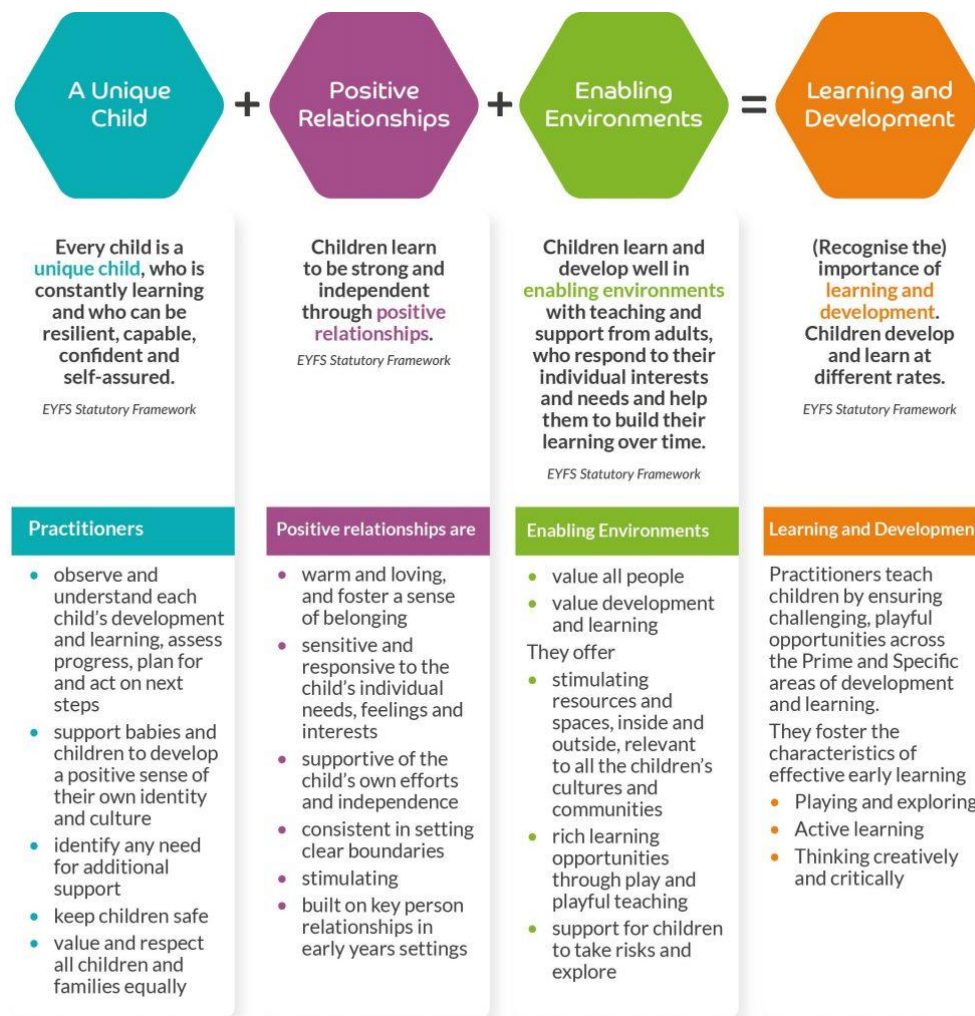 A Unique
Child
+
Positive
Relationships
+
Enabling
Environments
=
Learning and
Development
Every child is a
unique child, who is
constantly learning
and who can be
resilient, capable,
confident and
self-assured.
EYFS Statutory Framework
Children learn
to be strong and
independent
through positive
relationships.
EYFS Statutory Framework
Children learn and
develop well in
enabling environments
with teaching and
support from adults,
who respond to their
individual interests
and needs and help
them to build their
learning over time.
EYFS Statutory Framework
(Recognise the)
importance of
learning and
development.
Children develop
and learn at
different rates.
EYFS Statutory Framework
Practitioners
• observe and
understand each
child's development
and learning, assess
progress, plan for
and act on next
steps
• support babies and
children to develop
a positive sense of
their own identity
and culture
• identify any need
for additional
support
• keep children safe
• value and respect
all children and
families equally
Positive relationships are
• warm and loving,
and foster a sense
of belonging
• sensitive and
responsive to the
child's individual
needs, feelings and
interests
• supportive of the
child's own efforts
and independence
• consistent in setting
clear boundaries
• stimulating
• built on key person
relationships in
early years settings
Enabling Environments
• value all people
• value development
and learning
They offer
• stimulating
resources and
spaces, inside and
outside, relevant
to all the children's
cultures and
communities
• rich learning
opportunities
through play and
playful teaching
• support for children
to take risks and
explore
Learning and Developmen
Practitioners teach
children by ensuring
challenging, playful
opportunities across
the Prime and Specific
areas of development
and learning.
They foster the
characteristics of
effective early learning
• Playing and exploring
• Active learning
• Thinking creatively
and critically